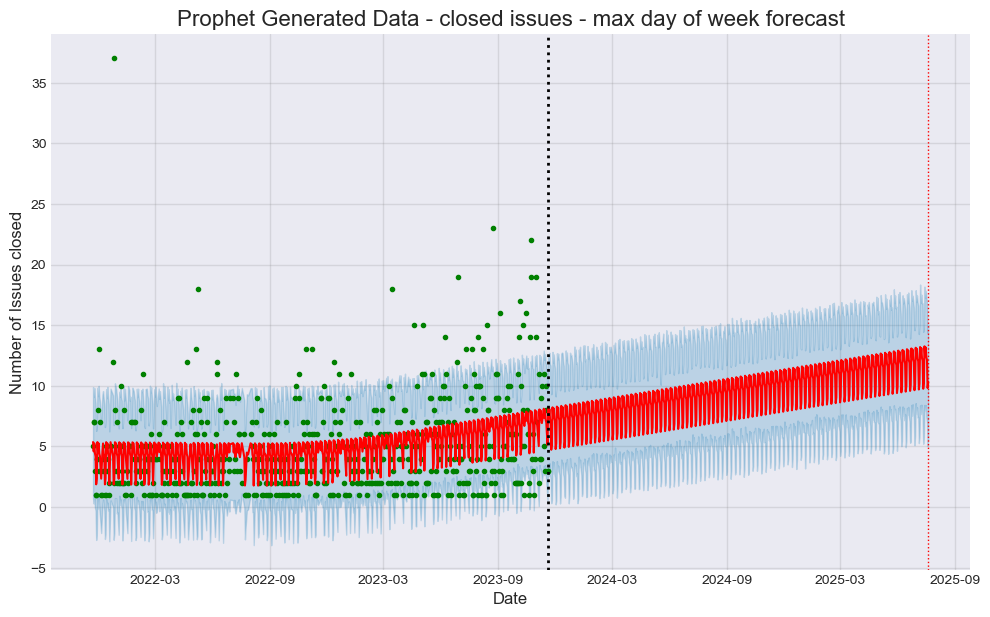 Prophet Generated Data - closed issues - max day of week forecast
Number of Issues closed
35
30
25
20
15
10
5
0
−5
2022-03 2022-09 2023-03 2023-09 2024-03 2024-09 2025-03 2025-09
Date